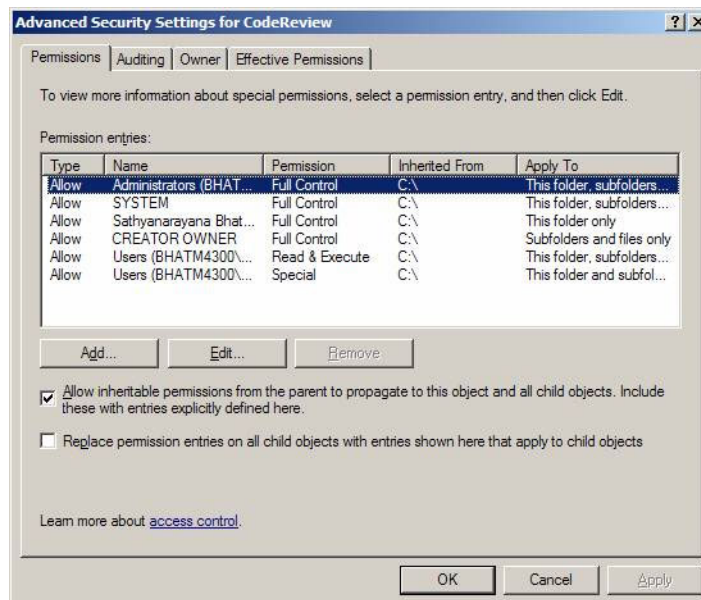 Advanced Security Settings for CodeReview
Permissions Auditing Owner Effective Permissions
To view more information about special permissions, select a permission entry, and then click Edit.
Permission entries:
Type Name Permission Inherited From Apply To
Allow Administrators (BHAT... Full Control C:\ This folder, subfolders...
Allow SYSTEM Full Control C:\ This folder, subfolders...
Allow Sathyanarayana Bhat... Full Control C:\ This folder only
Allow CREATOR OWNER Full Control C:\ Subfolders and files only
Allow Users (BHATM4300\... Read & Execute C:\ This folder, subfolders...
Allow Users (BHATM4300\... Special C:\ This folder and subfol...
Add... Edit... Remove
Allow inheritable permissions from the parent to propagate to this object and all child objects. Include
these with entries explicitly defined here.
Replace permission entries on all child objects with entries shown here that apply to child objects
Learn more about access control.
OK Cancel Apply